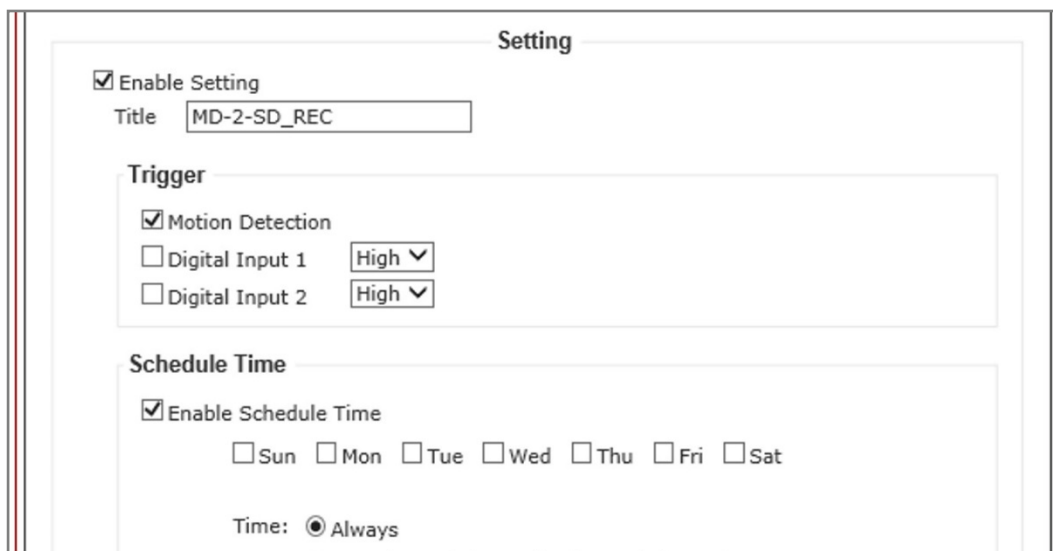 Setting
Enable Setting
Title MD-2-SD_REC
Trigger
Motion Detection
Digital Input 1 High
Digital Input 2 High
Schedule Time
Enable Schedule Time
Sun Mon Tue Wed Thu Fri Sat
Time: Always